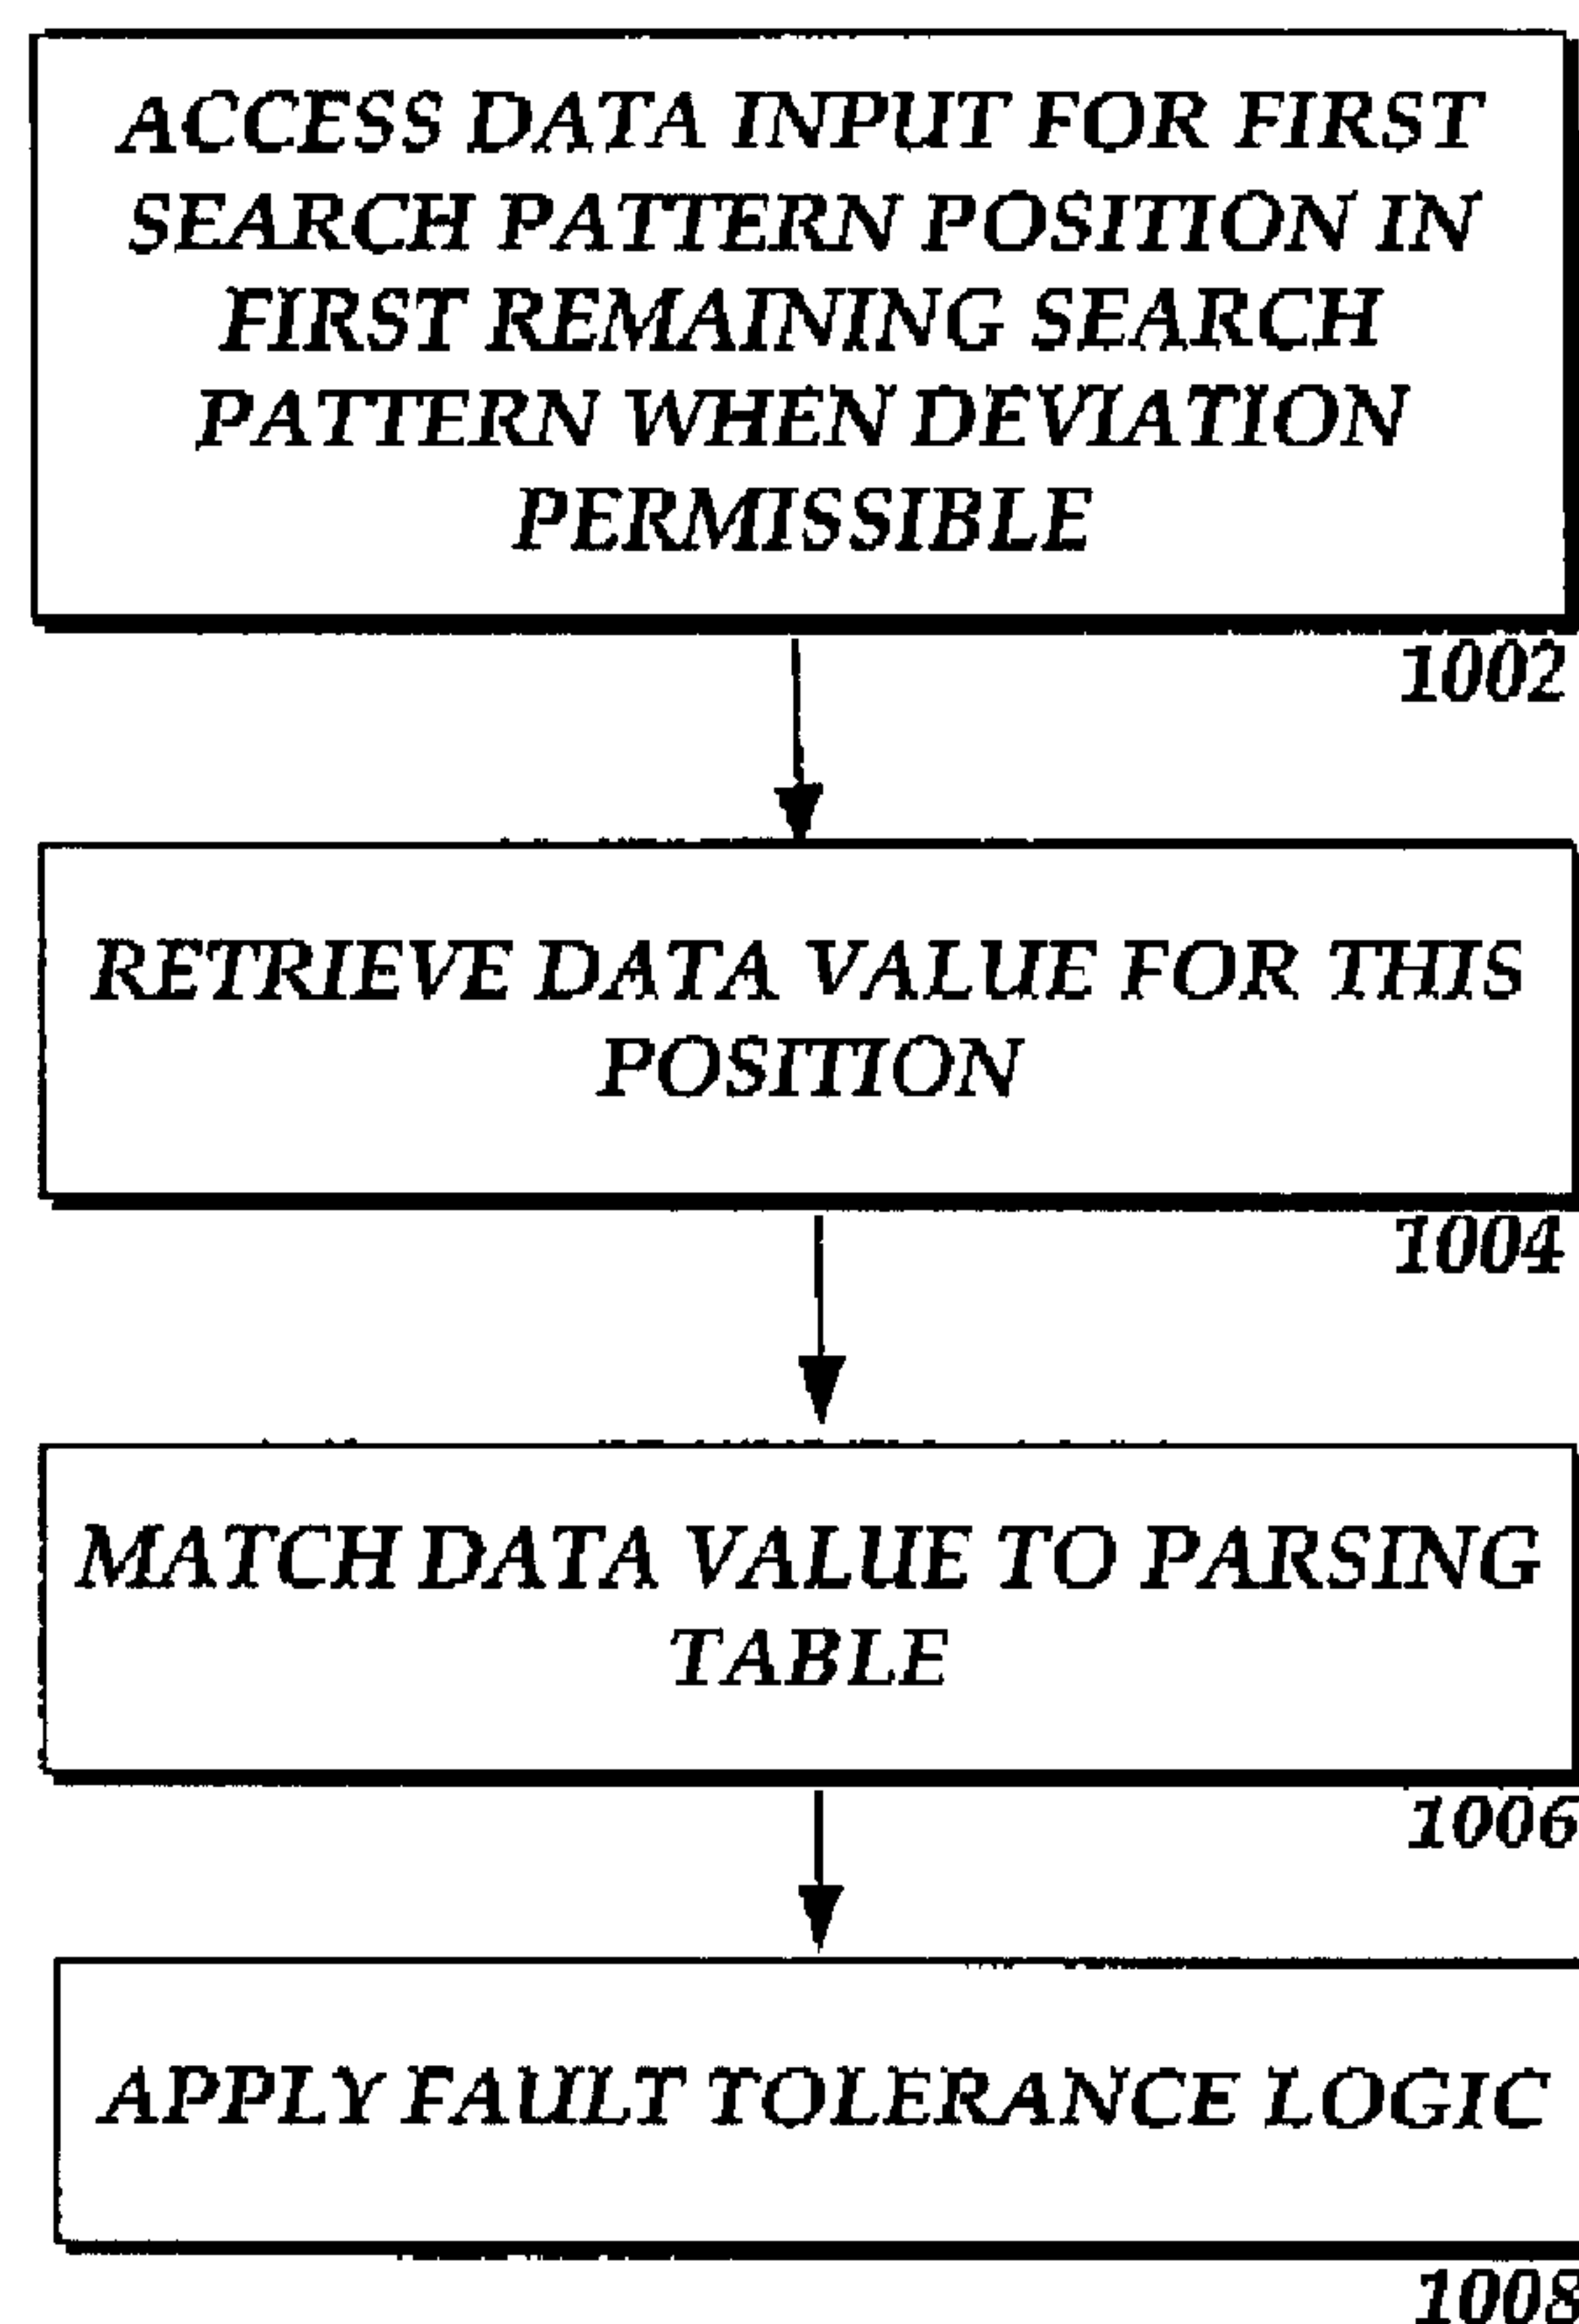 ACCESS DATA INPUT FOR FIRST
SEARCH PATTERN POSITION IN
FIRST REMAINING SEARCH
PATTERN WHEN DEVIATION
PERMISSIBLE
1002
RETRIEVE DATA VALUE FOR THIS
POSITION
1004
MATCH DATA VALUE TO PARSING
TABLE
1006
APPLY FAULT TOLERANCE LOGIC
1008